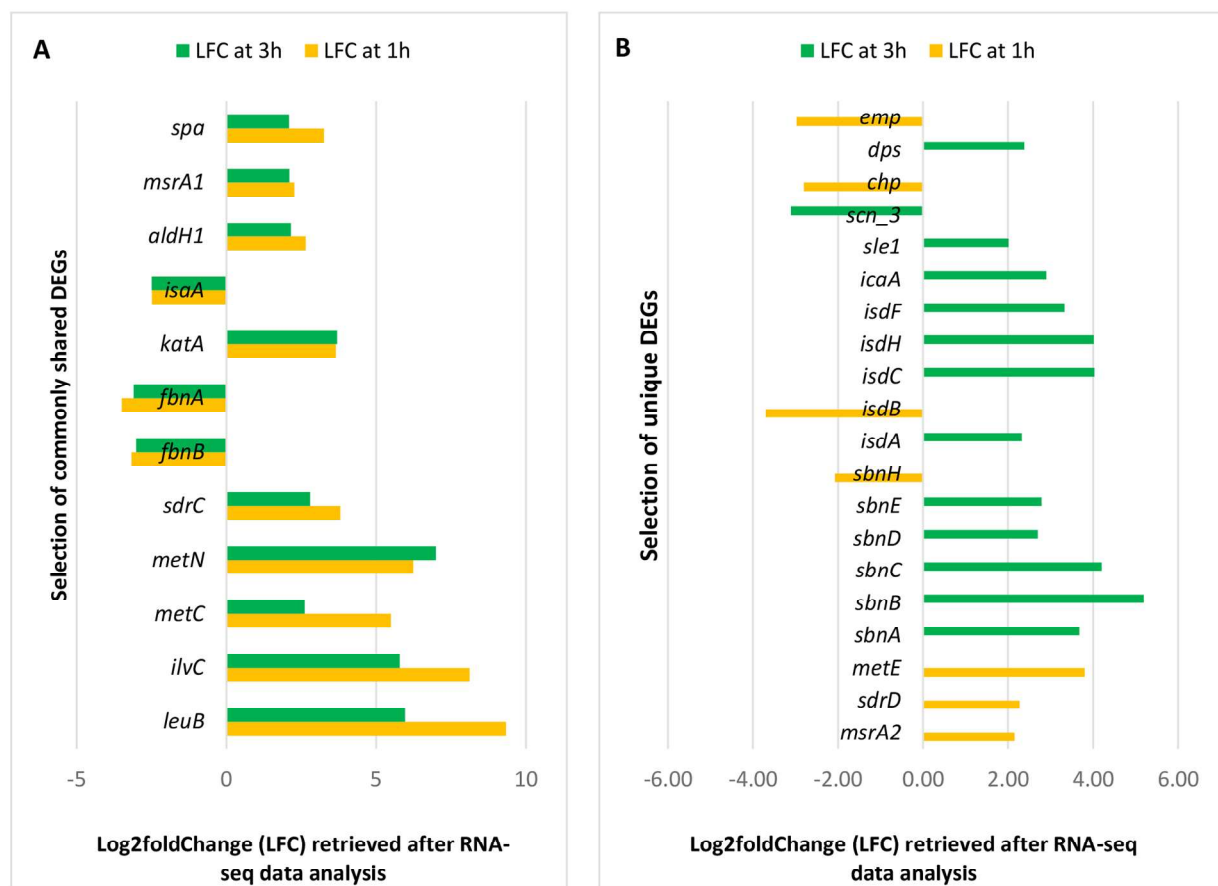 A
LFC at 3h LFC at 1h
Selection of commonly shared DEGs
spa
msrA1
aldH1
isaA
katA
fbnA
fbnB
sdrC
metN
metC
ilvC
leuB
-5 0 5 10
Log2foldChange (LFC) retrieved after RNA-
seq data analysis
B
LFC at 3h LFC at 1h
Selection of unique DEGs
emp
dps
chp
scn_3
sle1
icaA
isdF
isdH
isdC
isdB
isdA
sbnH
sbnE
sbnD
sbnC
sbnB
sbnA
metE
sdrD
msrA2
-6.00 -4.00 -2.00 0.00 2.00 4.00 6.00
Log2foldChange (LFC) retrieved after RNA-seq
data analysis